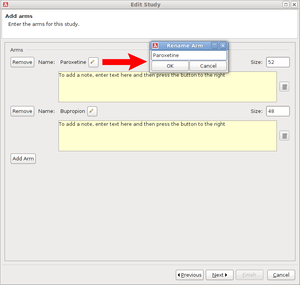 Edit Study
Add arms
Enter the arms for this study.
Arms
Remove Name: Paroxetine Size: 52
Rename Arm
Paroxetine
OK Cancel
To add a note, enter text here and then press the button to the right
Remove Name: Bupropion Size: 48
To add a note, enter text here and then press the button to the right
Add Arm
Previous Next Finish Cancel